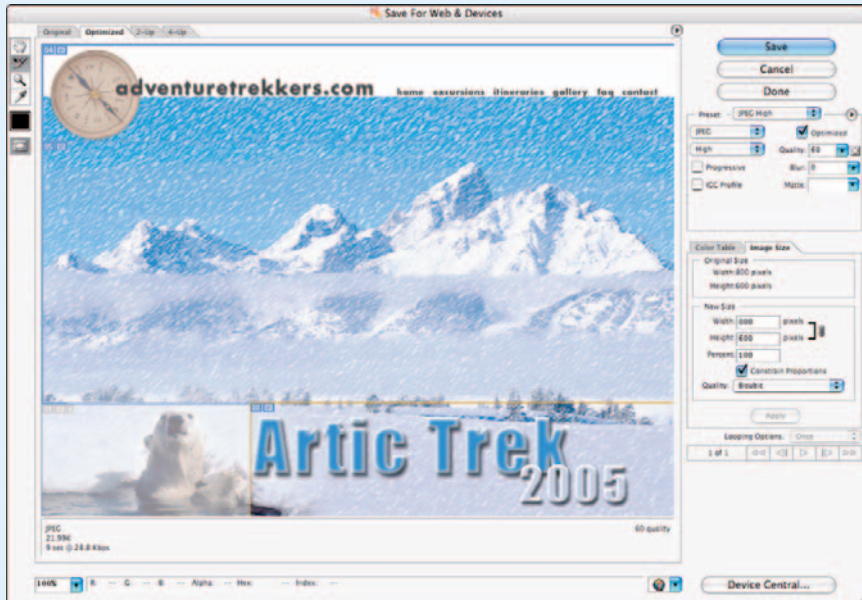 Save For Web & Devices
Original Optimized 2-Up 4-Up
adventuretrekkers.com
home excursions itineraries gallery faq contact
Artic Trek
2005
JPEG
21.99K
9 sec @ 28.8 Kbps
60 quality
100% R: -- G: -- B: -- Alpha: -- Hex: -- Index: --
Save
Cancel
Done
Preset: JPEG High
JPEG Optimized
High Quality: 60
Progressive Blur: 0
ICC Profile Matte:
Color Table Image Size
Original Size
Width: 800 pixels
Height: 600 pixels
New Size
Width: 800 pixels
Height: 600 pixels
Percent: 100
Constrain Proportions
Quality: Bicubic
Apply
Looping Options: Once
1 of 1
Device Central...